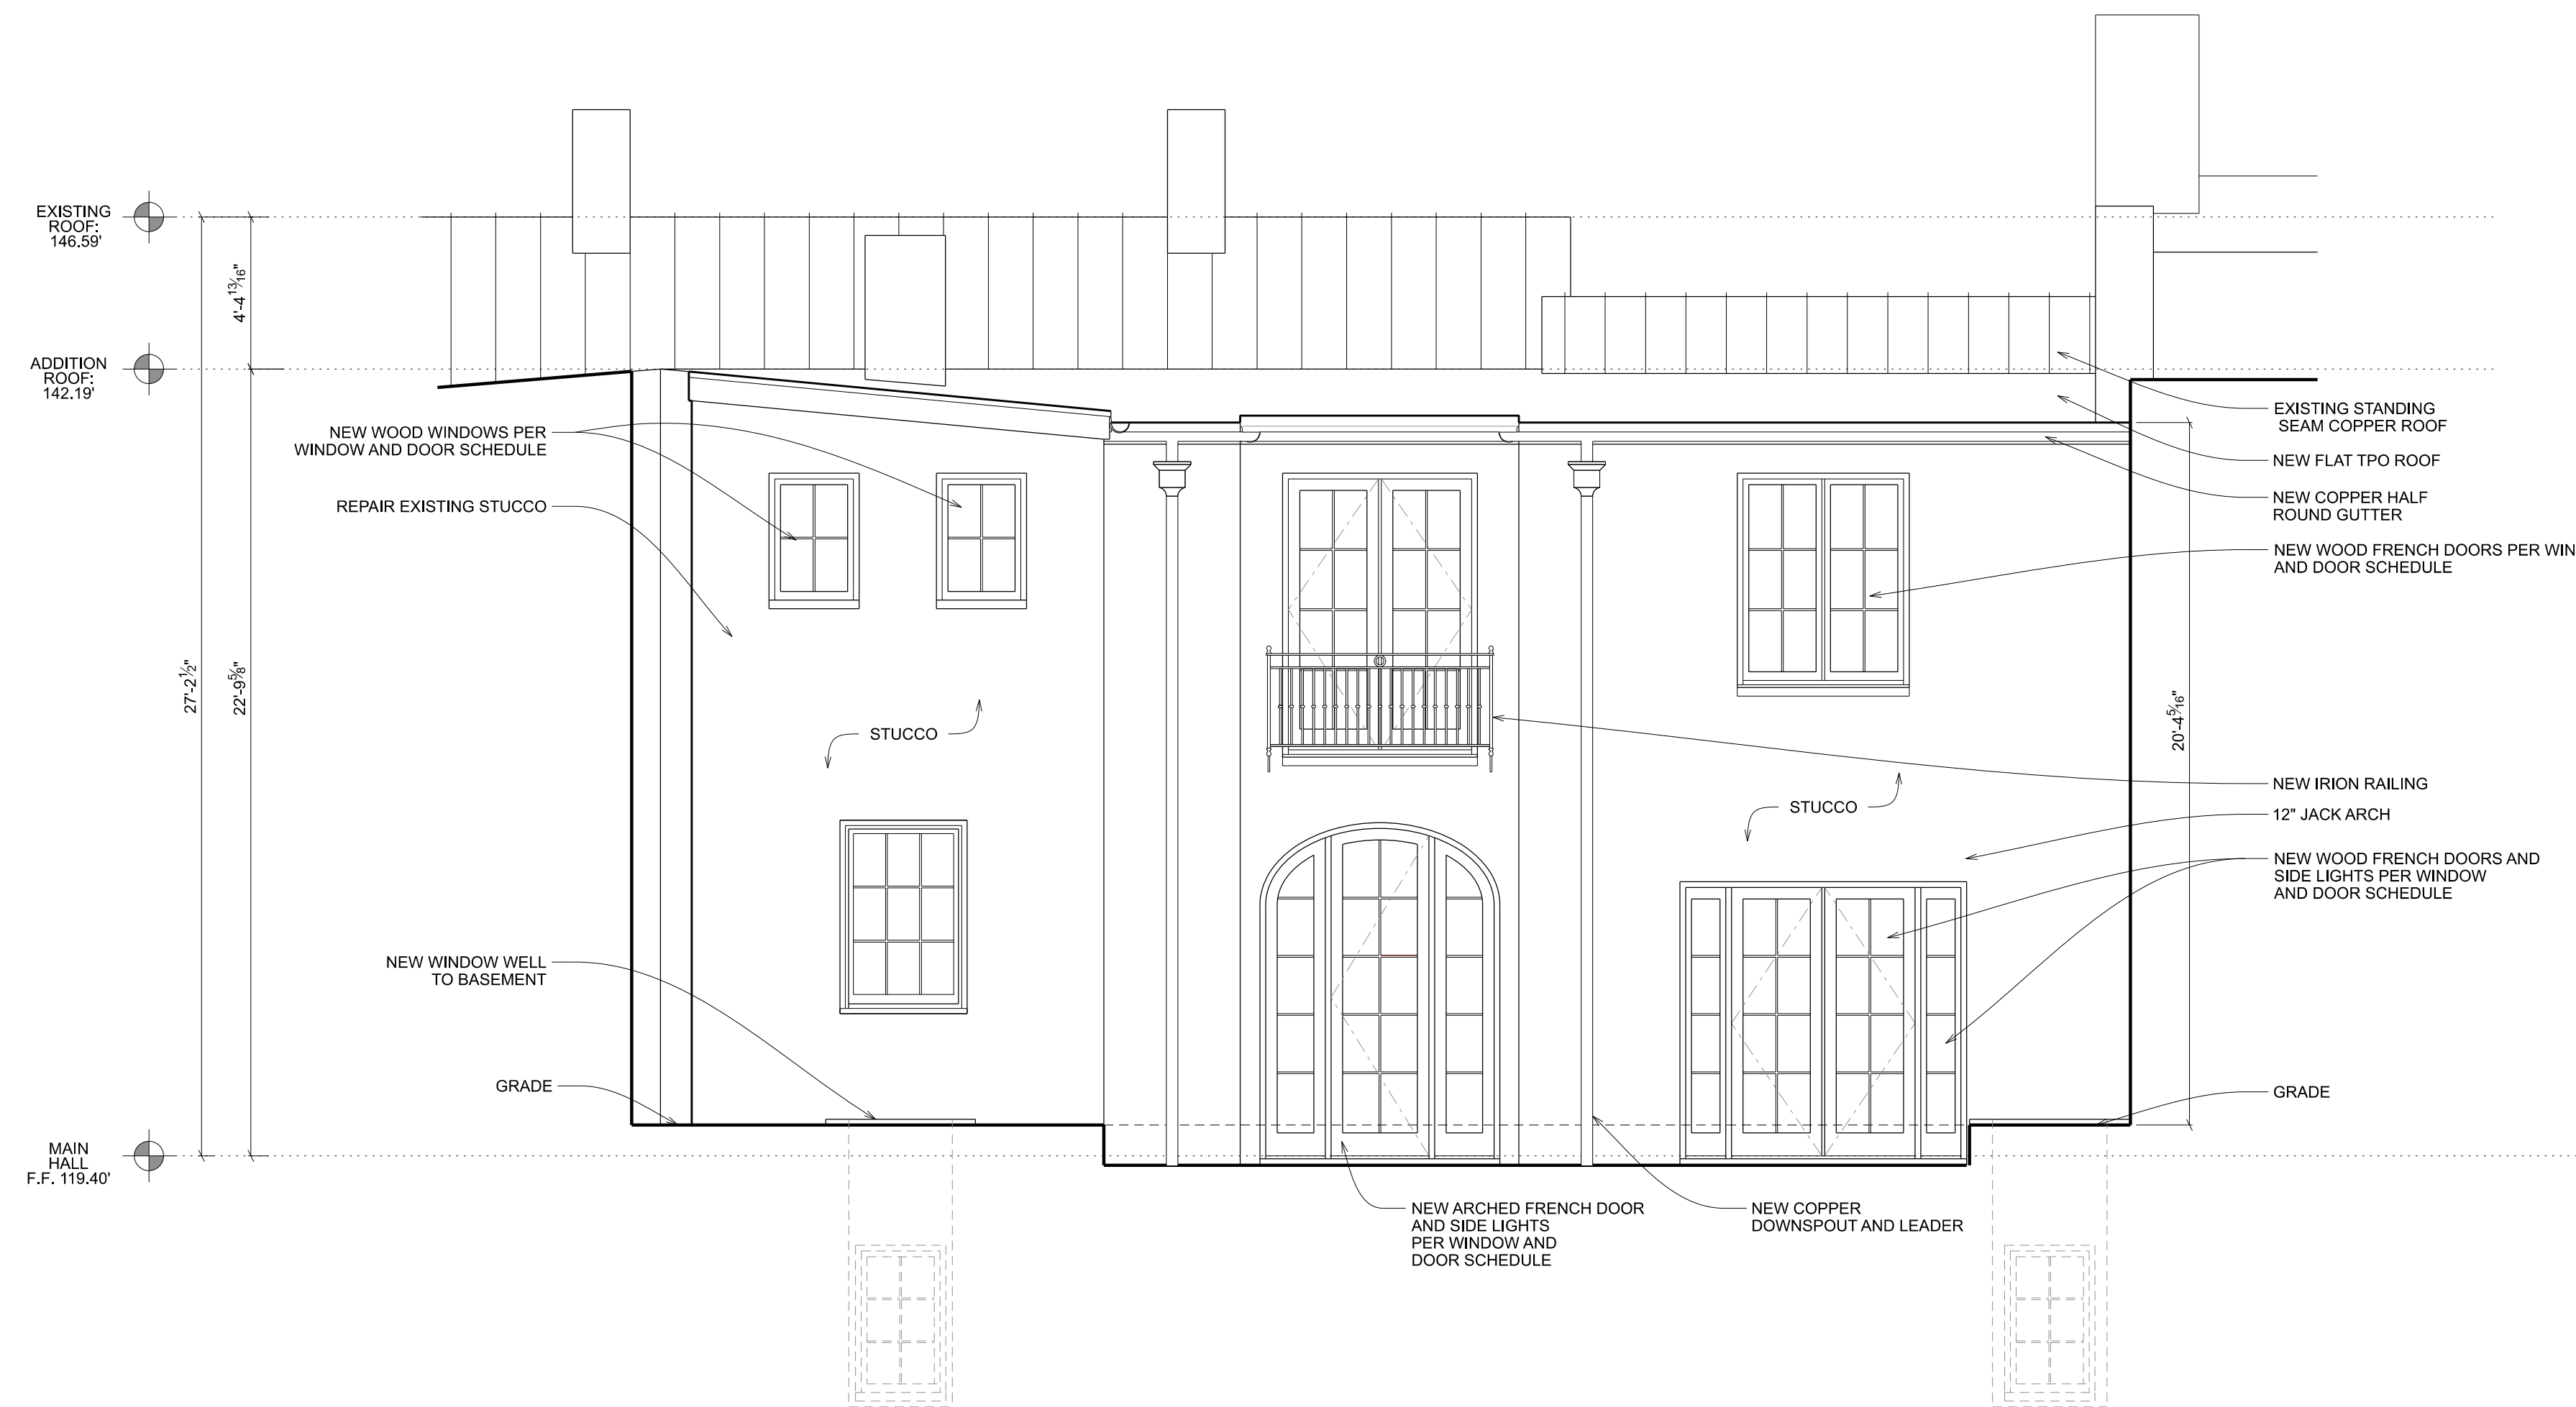 EXISTING
ROOF:
146.59'
ADDITION
ROOF:
142.19'
MAIN
HALL
F.F. 119.40'
27'-2½"
4'-4 13⁄16"
22'-9⅝"
NEW WOOD WINDOWS PER
WINDOW AND DOOR SCHEDULE
REPAIR EXISTING STUCCO
STUCCO
NEW WINDOW WELL
TO BASEMENT
GRADE
STUCCO
20'-4 5⁄16"
EXISTING STANDING
SEAM COPPER ROOF
NEW FLAT TPO ROOF
NEW COPPER HALF
ROUND GUTTER
NEW WOOD FRENCH DOORS PER WIN
AND DOOR SCHEDULE
NEW IRION RAILING
12" JACK ARCH
NEW WOOD FRENCH DOORS AND
SIDE LIGHTS PER WINDOW
AND DOOR SCHEDULE
GRADE
NEW ARCHED FRENCH DOOR
AND SIDE LIGHTS
PER WINDOW AND
DOOR SCHEDULE
NEW COPPER
DOWNSPOUT AND LEADER